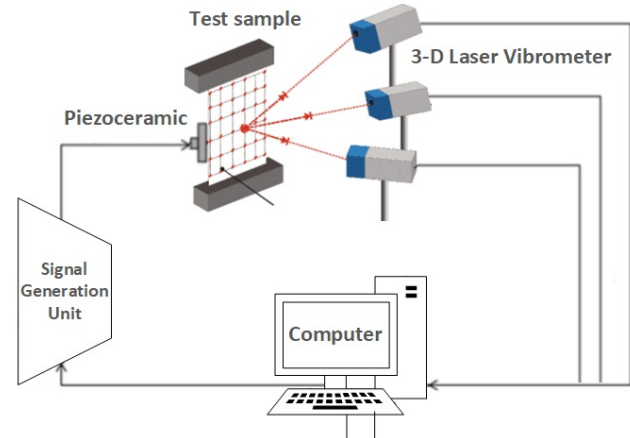 Test sample
3-D Laser Vibrometer
Piezoceramic
Signal
Generation
Unit
Computer